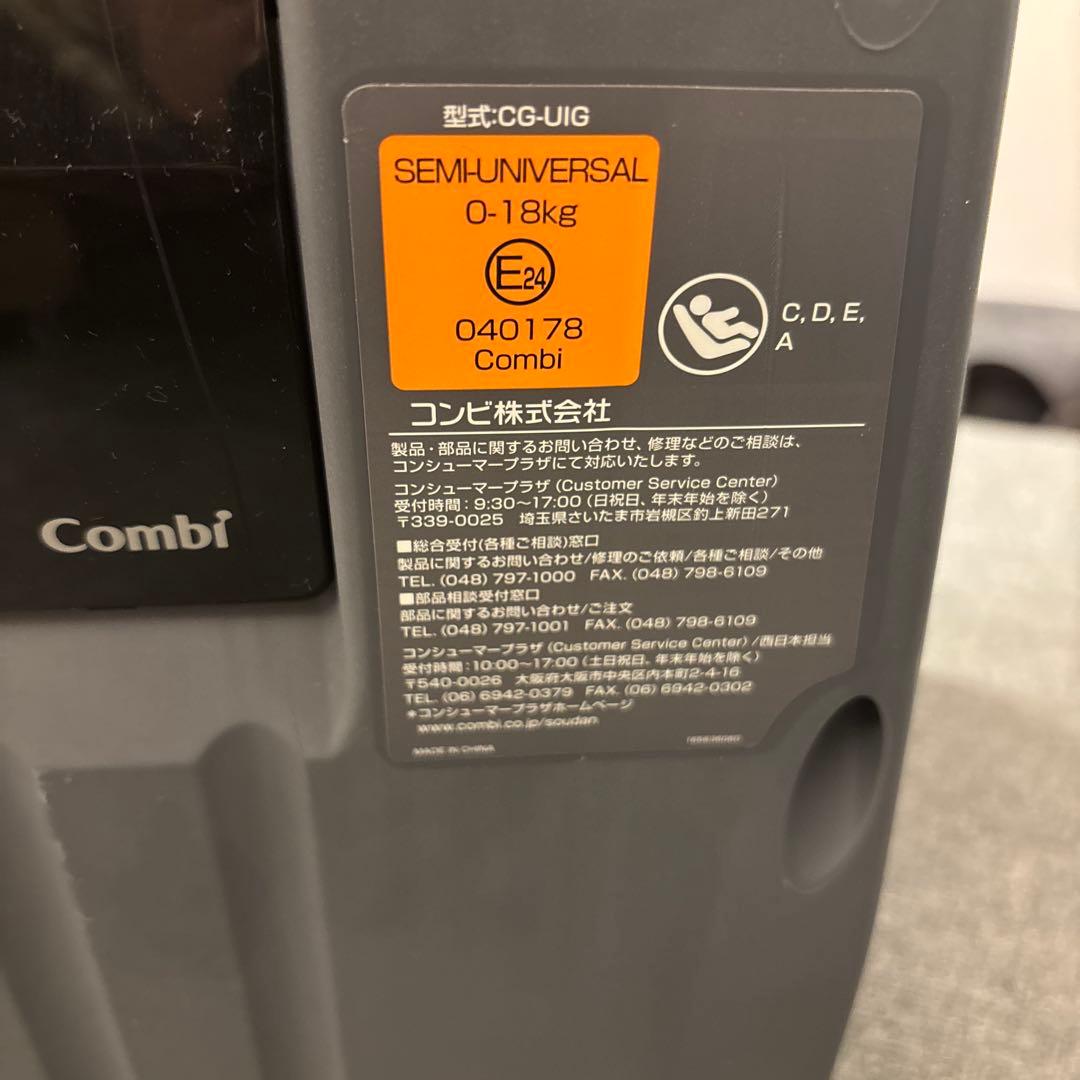 型式:CG-UIG
SEMI-UNIVERSAL
0-18kg
E24
040178
Combi
C, D, E,
A
コンビ株式会社
製品・部品に関するお問い合わせ、修理などのご相談は、
コンシューマープラザにて対応いたします。
コンシューマープラザ (Customer Service Center)
受付時間：9:30〜17:00 (日祝日、年末年始を除く)
〒339-0025 埼玉県さいたま市岩槻区釣上新田271
■総合受付(各種ご相談)窓口
製品に関するお問い合わせ/修理のご依頼/各種ご相談/その他
TEL. (048) 797-1000 FAX. (048) 798-6109
■部品相談受付窓口
部品に関するお問い合わせ/ご注文
TEL. (048) 797-1001 FAX. (048) 798-6109
コンシューマープラザ (Customer Service Center) /西日本担当
受付時間：10:00〜17:00 (土日祝日、年末年始を除く)
〒540-0026 大阪府大阪市中央区内本町2-4-16
TEL. (06) 6942-0379 FAX. (06) 6942-0302
*コンシューマープラザホームページ
www.combi.co.jp/soudan
MADE IN CHINA
Combi